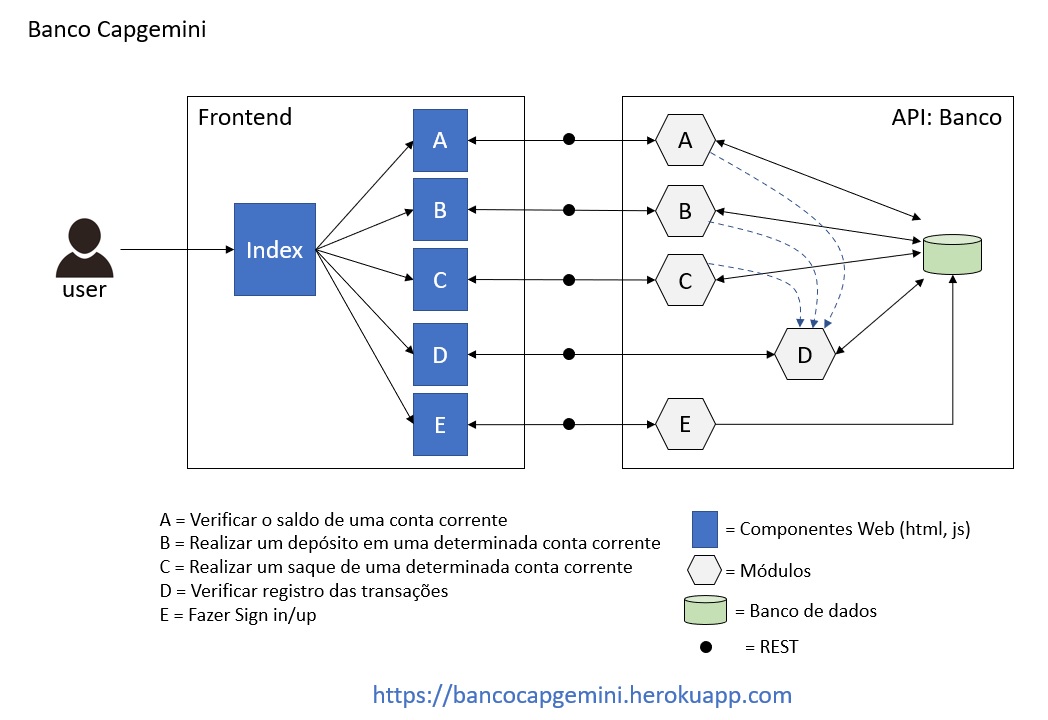 Banco Capgemini
Frontend
API: Banco
user
Index
A
B
C
D
E
A
B
C
D
E
A = Verificar o saldo de uma conta corrente
B = Realizar um depósito em uma determinada conta corrente
C = Realizar um saque de uma determinada conta corrente
D = Verificar registro das transações
E = Fazer Sign in/up
= Componentes Web (html, js)
= Módulos
= Banco de dados
= REST
https://bancocapgemini.herokuapp.com